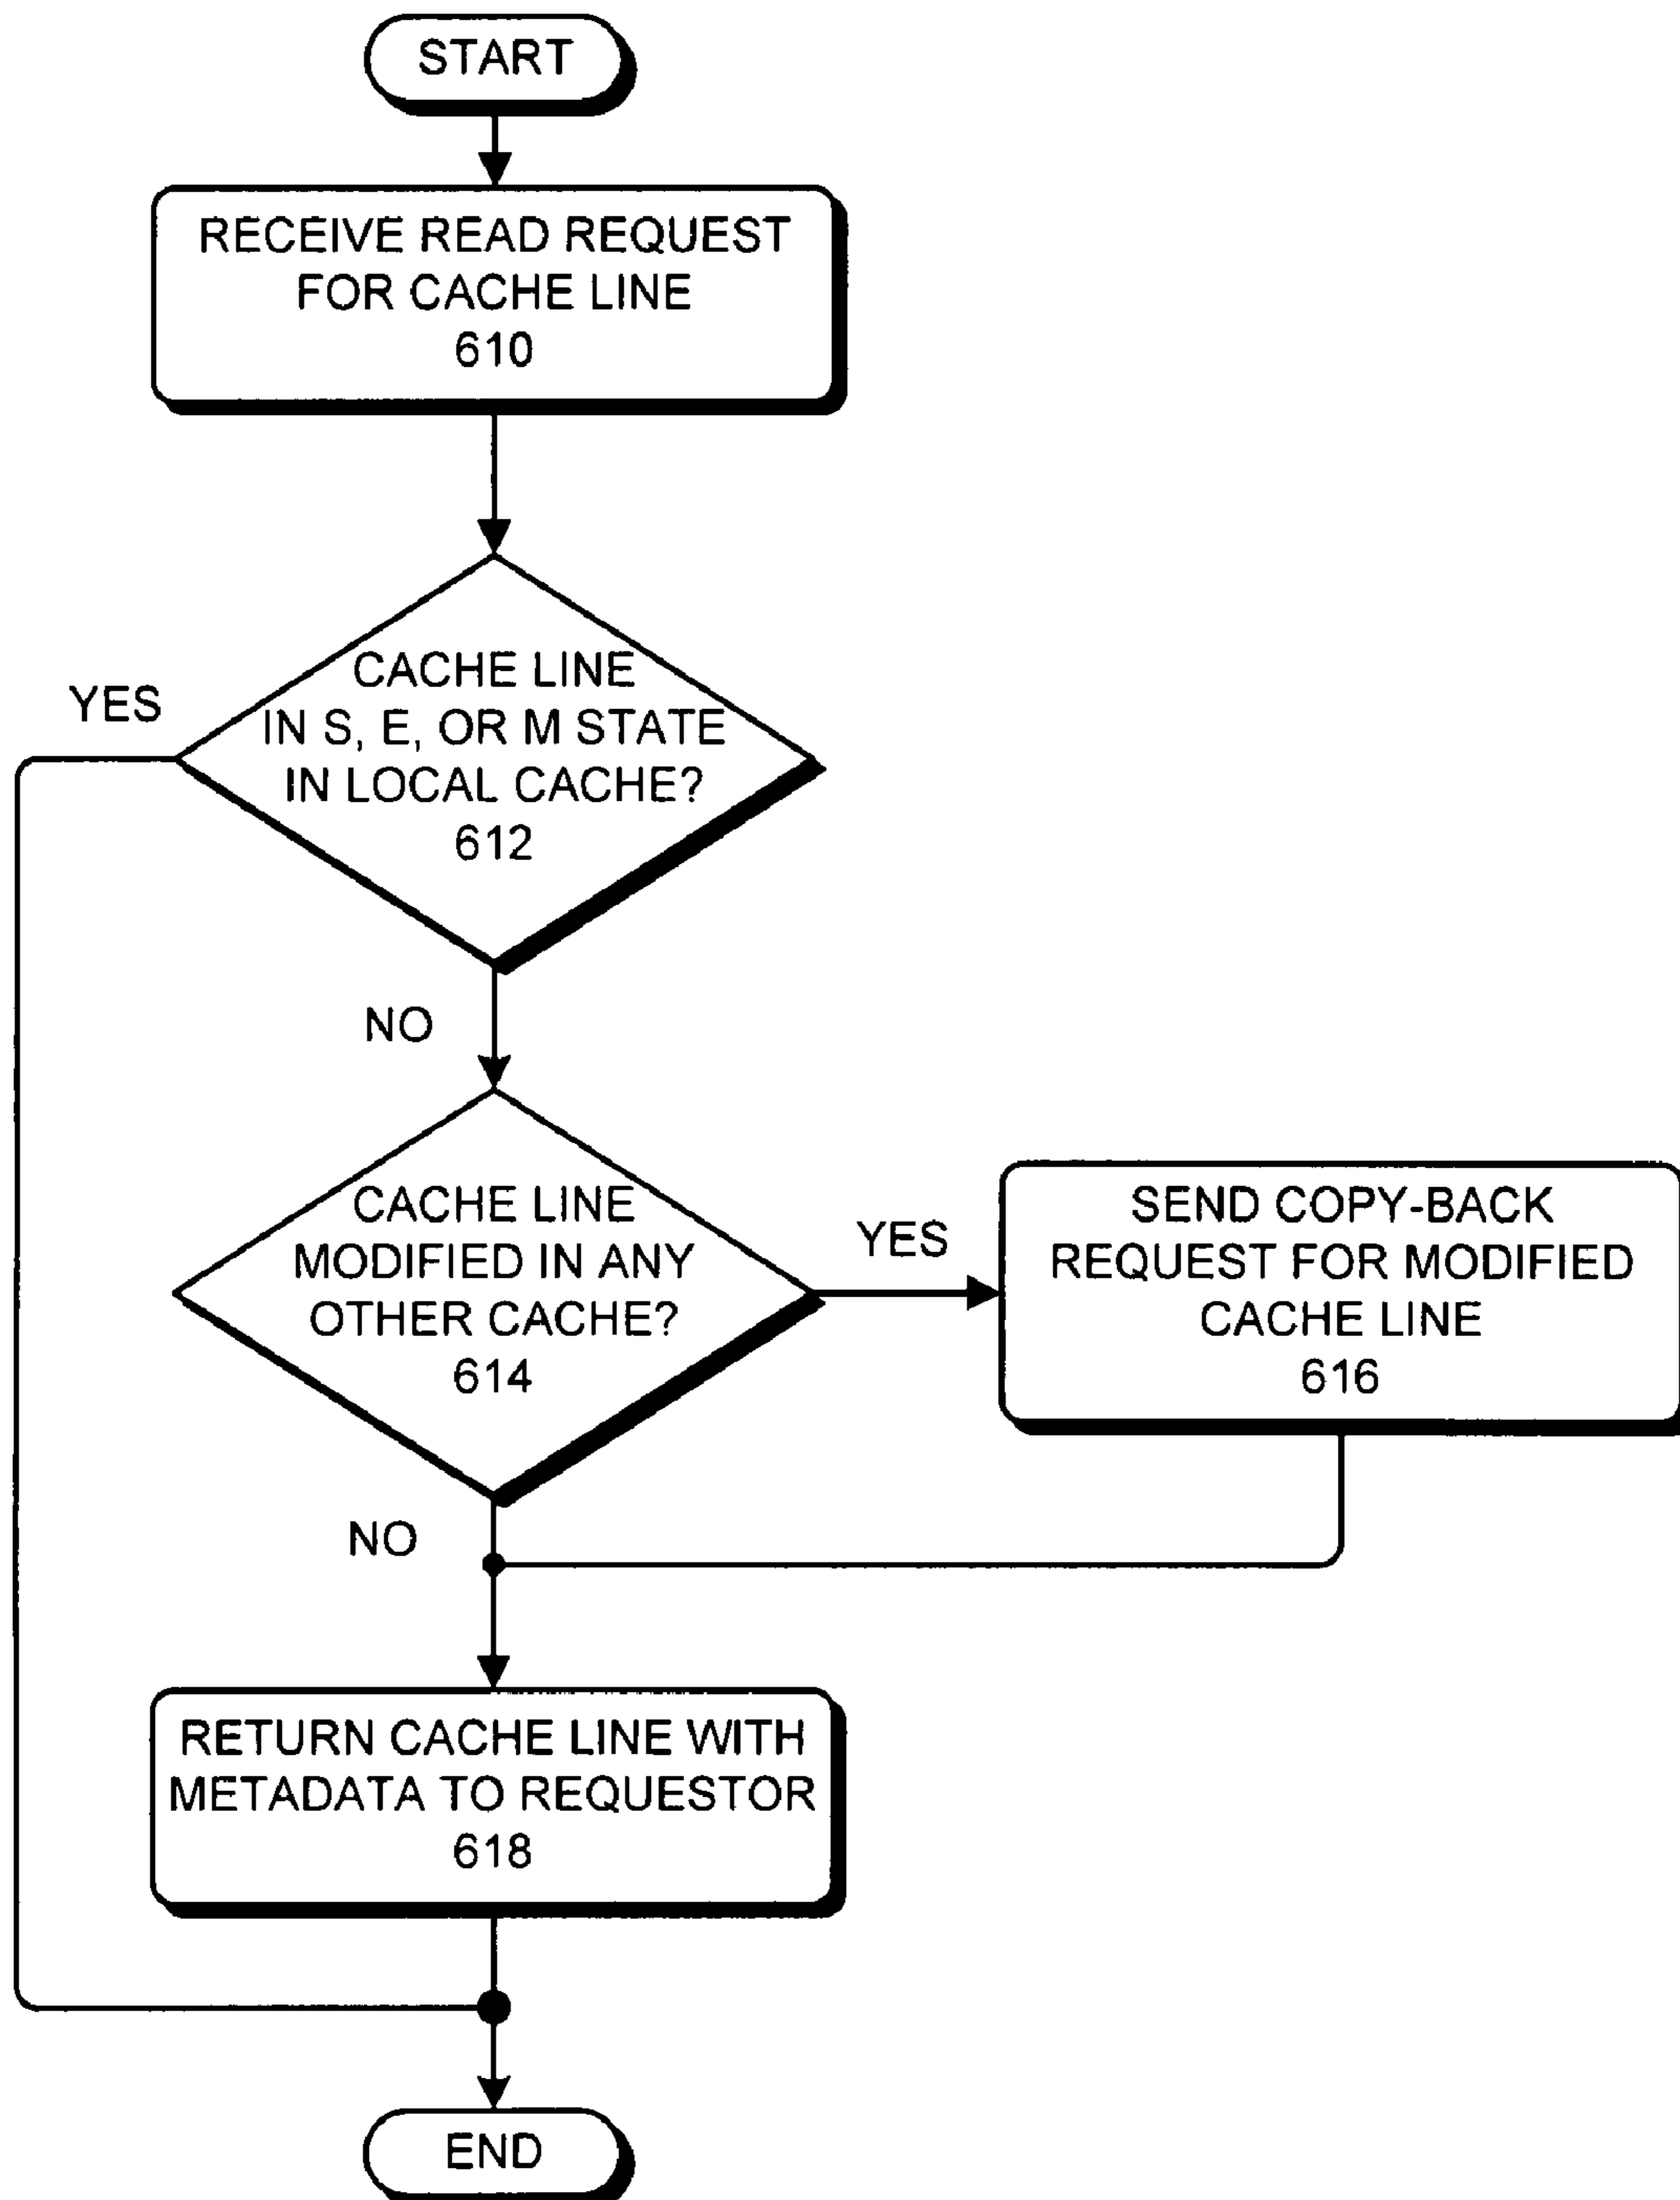 START
RECEIVE READ REQUEST
FOR CACHE LINE
610
CACHE LINE
IN S, E, OR M STATE
IN LOCAL CACHE?
612
YES
NO
CACHE LINE
MODIFIED IN ANY
OTHER CACHE?
614
YES
SEND COPY-BACK
REQUEST FOR MODIFIED
CACHE LINE
616
NO
RETURN CACHE LINE WITH
METADATA TO REQUESTOR
618
END